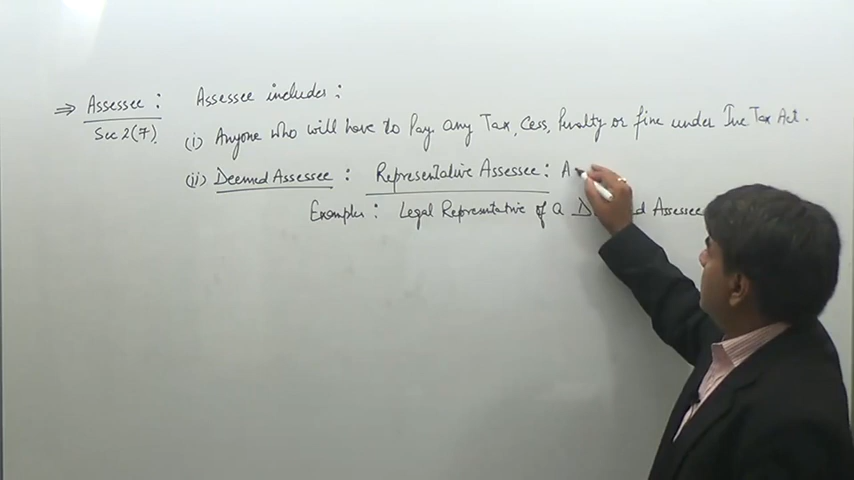 ⇒ Assessee : Assessee includes :
Sec 2(7).
(i) Anyone who will have to Pay any Tax, Cess, Penalty or fine under Inc Tax Act.
(ii) Deemed Assessee : Representative Assessee : A
Example : Legal Representative of a Assessee